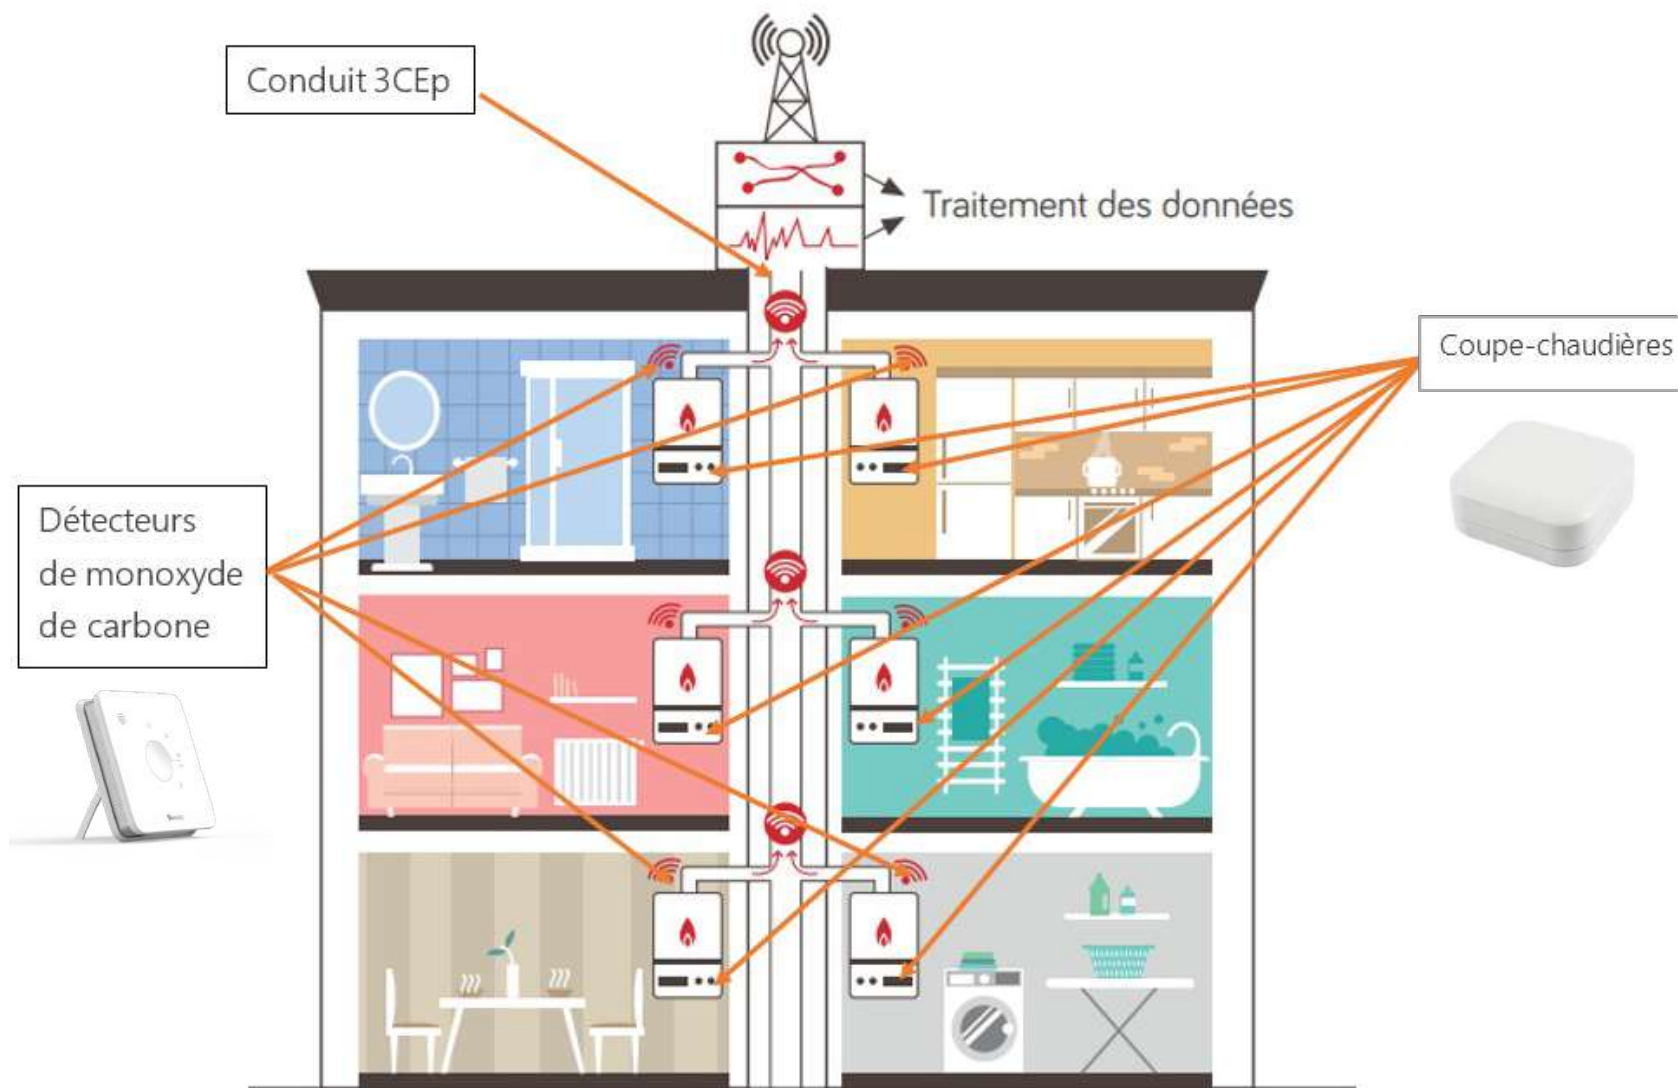 Conduit 3CEp
Traitement des données
Coupe-chaudières
Détecteurs
de monoxyde
de carbone